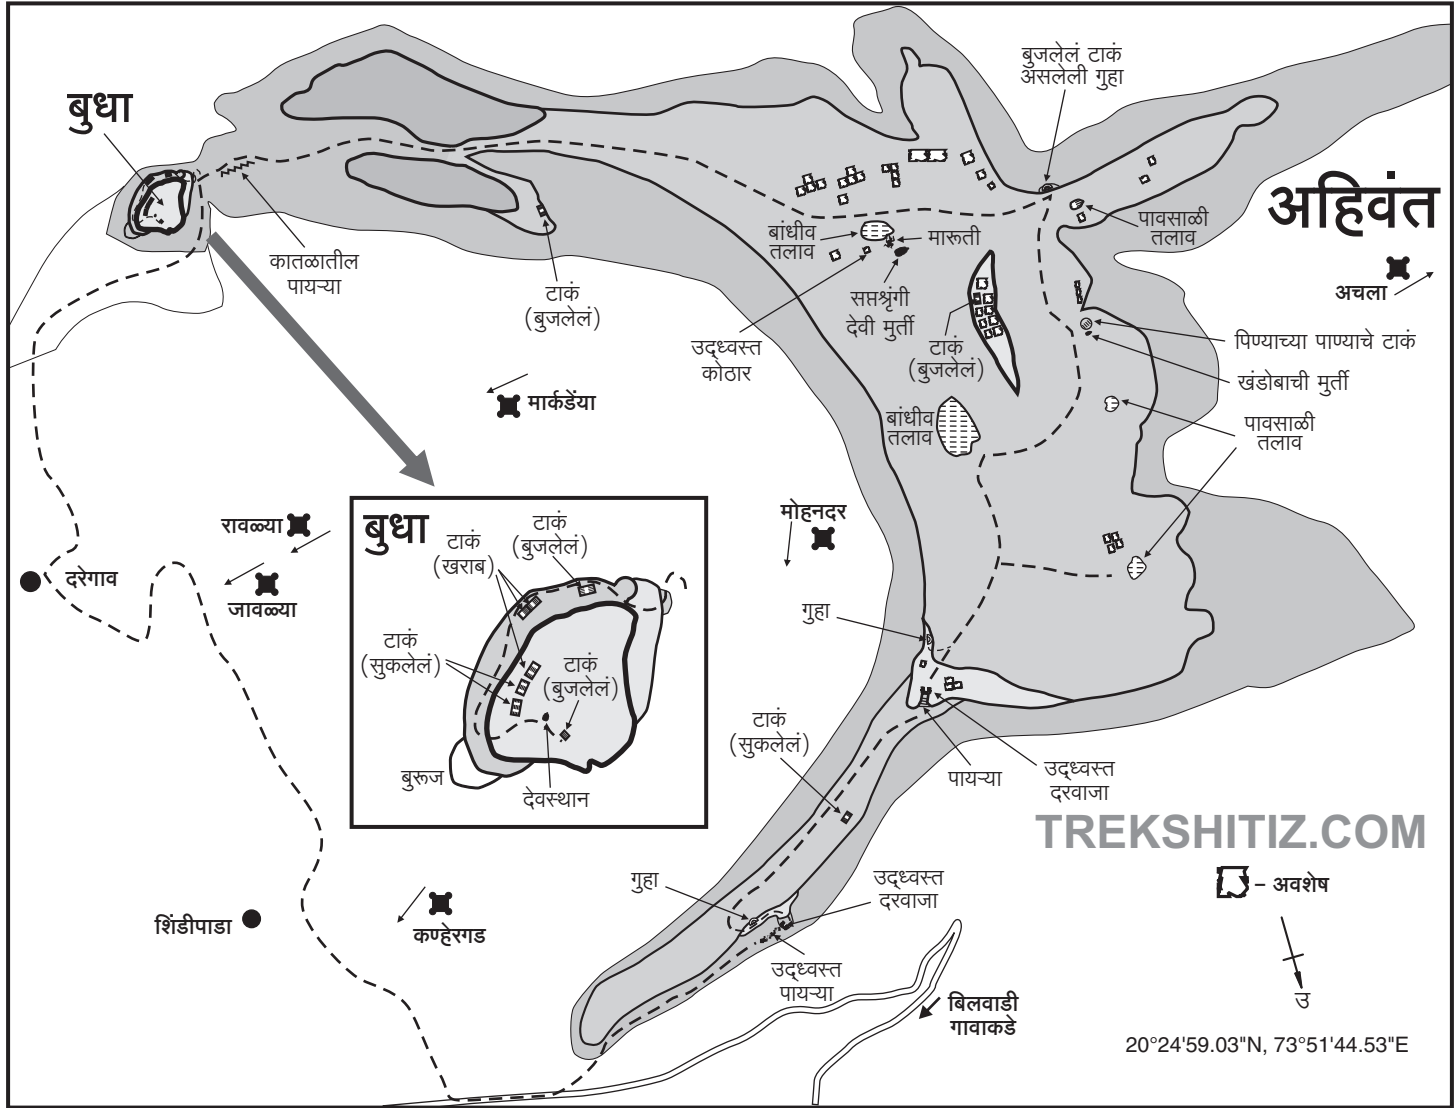 बुधा
बुजलेलं टाकं
असलेली गुहा
अहिवंत
पावसाळी
तलाव
अचला
बांधीव
तलाव
मारूती
सप्तश्रृंगी
देवी मुर्ती
उद्ध्वस्त
कोठार
टाकं
(बुजलेलं)
कातळातील
पायऱ्या
टाकं
(बुजलेलं)
पिण्याच्या पाण्याचे टाकं
खंडोबाची मुर्ती
पावसाळी
तलाव
बांधीव
तलाव
मार्कडेंया
मोहनदर
रावळ्या
जावळ्या
दरेगाव
बुधा
टाकं
(खराब)
टाकं
(बुजलेलं)
टाकं
(सुकलेलं)
टाकं
(बुजलेलं)
बुरूज
देवस्थान
गुहा
टाकं
(सुकलेलं)
पायऱ्या
उद्ध्वस्त
दरवाजा
TREKSHITIZ.COM
- अवशेष
गुहा
उद्ध्वस्त
दरवाजा
शिंडीपाडा
कण्हेरगड
उद्ध्वस्त
पायऱ्या
बिलवाडी
गावाकडे
उ
20°24'59.03"N, 73°51'44.53"E